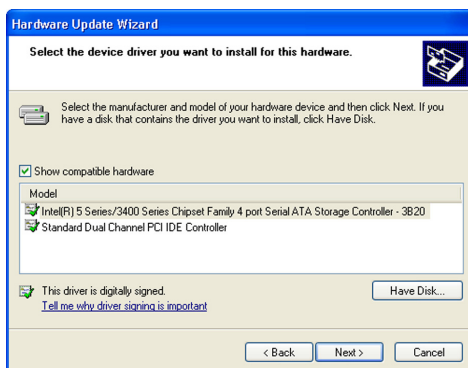 Hardware Update Wizard
Select the device driver you want to install for this hardware.
Select the manufacturer and model of your hardware device and then click Next. If you
have a disk that contains the driver you want to install, click Have Disk.
Show compatible hardware
Model
Intel(R) 5 Series/3400 Series Chipset Family 4 port Serial ATA Storage Controller - 3B20
Standard Dual Channel PCI IDE Controller
This driver is digitally signed.
Have Disk...
Tell me why driver signing is important
< Back
Next >
Cancel